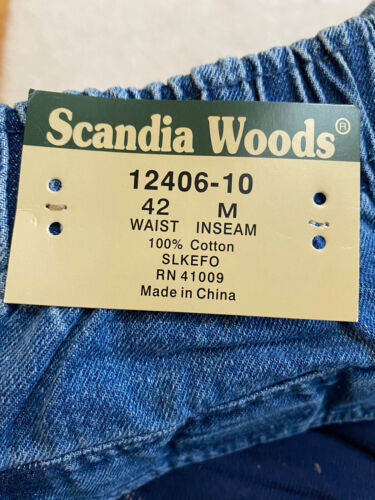 Scandia Woods®
12406-10
42 M
WAIST INSEAM
100% Cotton
SLKEFO
RN 41009
Made in China